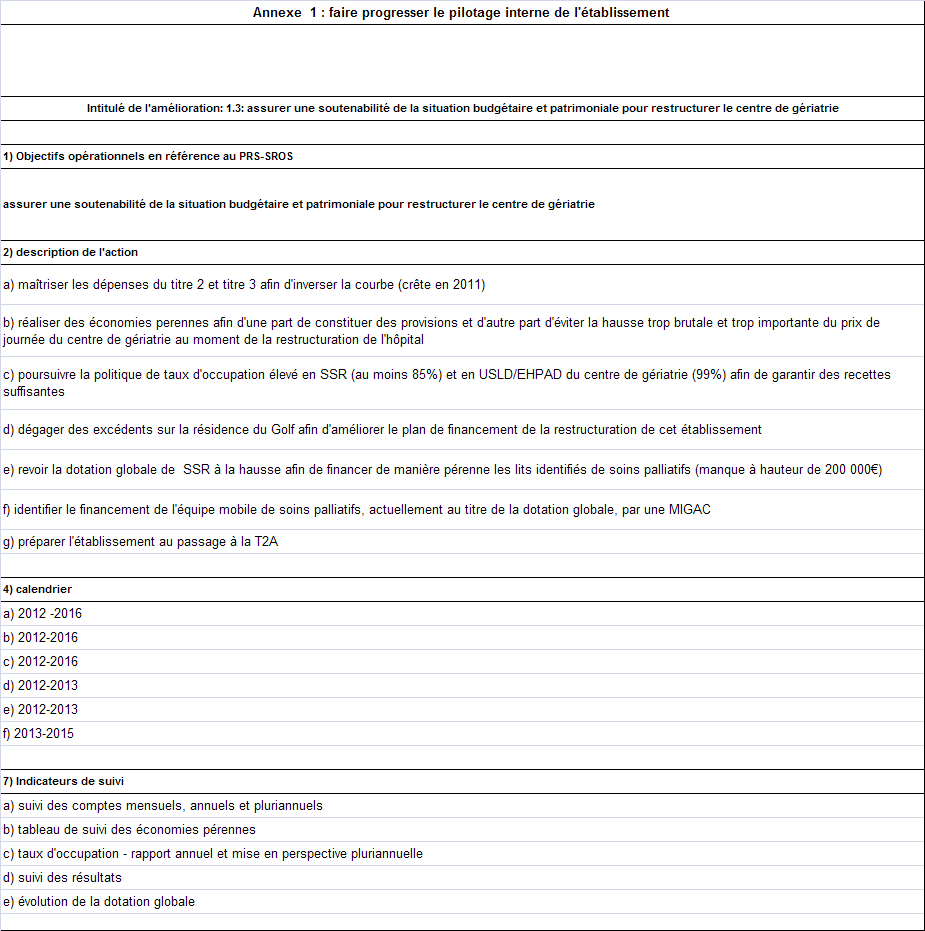 Annexe  1 : faire progresser le pilotage interne de l'établissement
Intitulé de l'amélioration: 1.3: assurer une soutenabilité de la situation budgétaire et patrimoniale pour restructurer le centre de gériatrie
1) Objectifs opérationnels en référence au PRS-SROS
assurer une soutenabilité de la situation budgétaire et patrimoniale pour restructurer le centre de gériatrie
2) description de l'action
a) maîtriser les dépenses du titre 2 et titre 3 afin d'inverser la courbe (crête en 2011)
b) réaliser des économies perennes afin d'une part de constituer des provisions et d'autre part d'éviter la hausse trop brutale et trop importante du prix de
journée du centre de gériatrie au moment de la restructuration de l'hôpital
c) poursuivre la politique de taux d'occupation élevé en SSR (au moins 85%) et en USLD/EHPAD du centre de gériatrie (99%) afin de garantir des recettes
suffisantes
d) dégager des excédents sur la résidence du Golf afin d'améliorer le plan de financement de la restructuration de cet établissement
e) revoir la dotation globale de  SSR à la hausse afin de financer de manière pérenne les lits identifiés de soins palliatifs (manque à hauteur de 200 000€)
f) identifier le financement de l'équipe mobile de soins palliatifs, actuellement au titre de la dotation globale, par une MIGAC
g) préparer l'établissement au passage à la T2A
4) calendrier
a) 2012 -2016
b) 2012-2016
c) 2012-2016
d) 2012-2013
e) 2012-2013
f) 2013-2015
7) Indicateurs de suivi
a) suivi des comptes mensuels, annuels et pluriannuels
b) tableau de suivi des économies pérennes
c) taux d'occupation - rapport annuel et mise en perspective pluriannuelle
d) suivi des résultats
e) évolution de la dotation globale